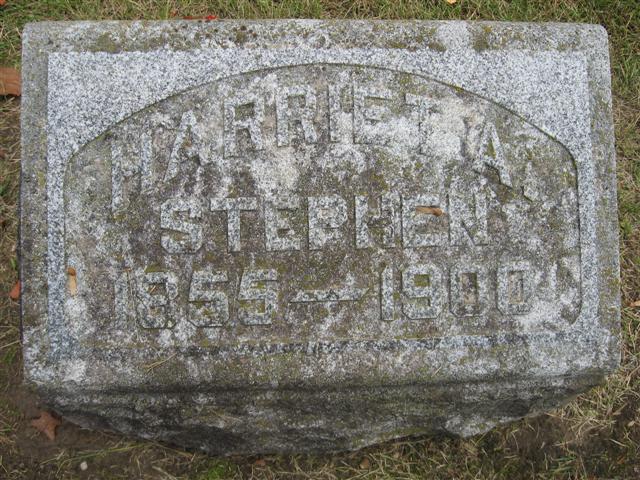 HARRIET A.
STEPHEN
1855 — 1900